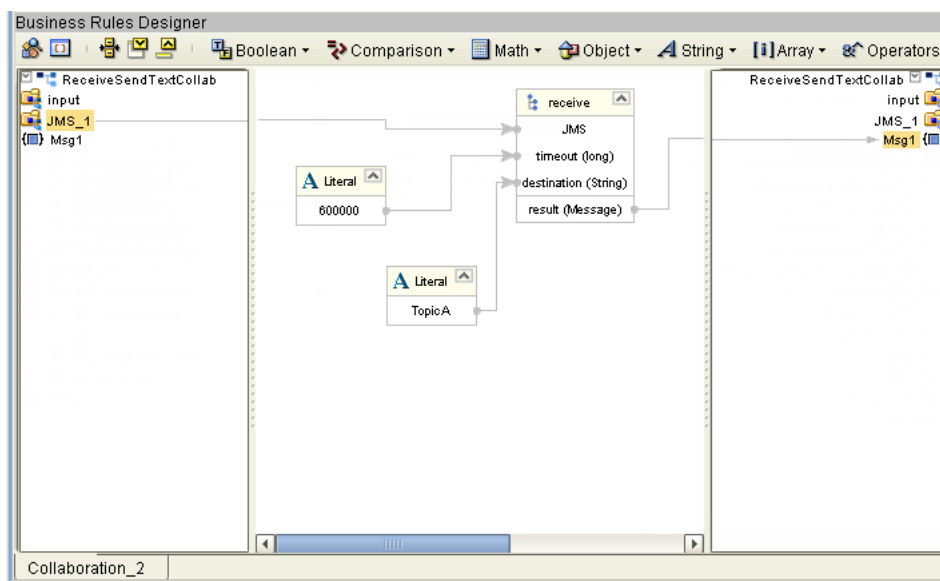 Business Rules Designer
Boolean Comparison Math Object String Array Operators
ReceiveSendTextCollab
input
JMS_1
Msg1
receive
JMS
timeout (long)
destination (String)
result (Message)
Literal
600000
Literal
TopicA
ReceiveSendTextCollab
input
JMS_1
Msg1
Collaboration_2